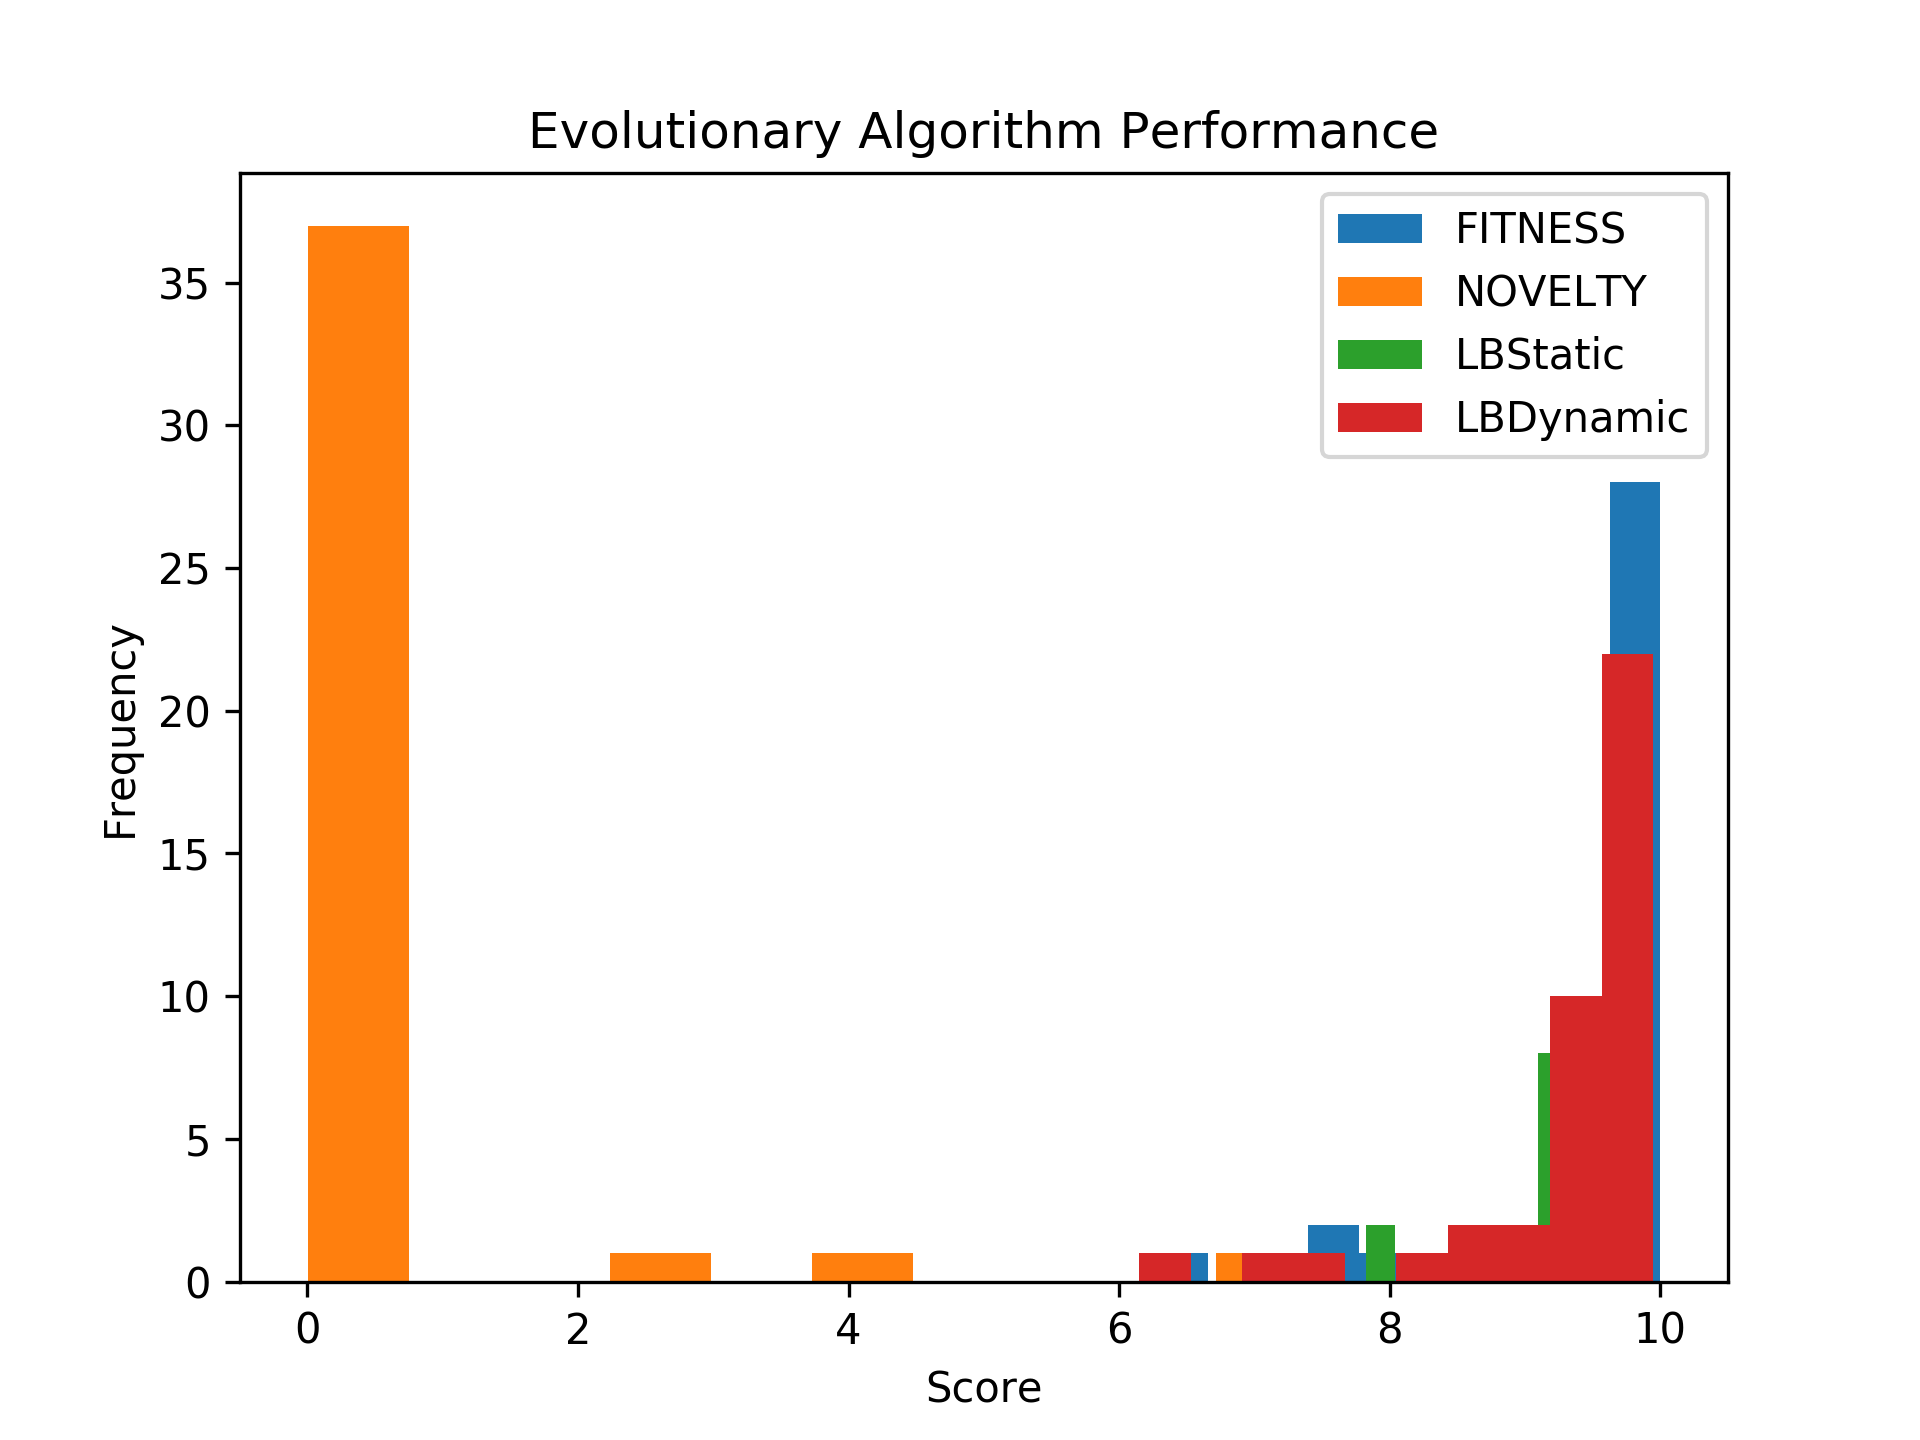 Evolutionary Algorithm Performance
FITNESS
NOVELTY
LBStatic
LBDynamic
35
30
25
20
15
10
5
0
Frequency
0 2 4 6 8 10
Score